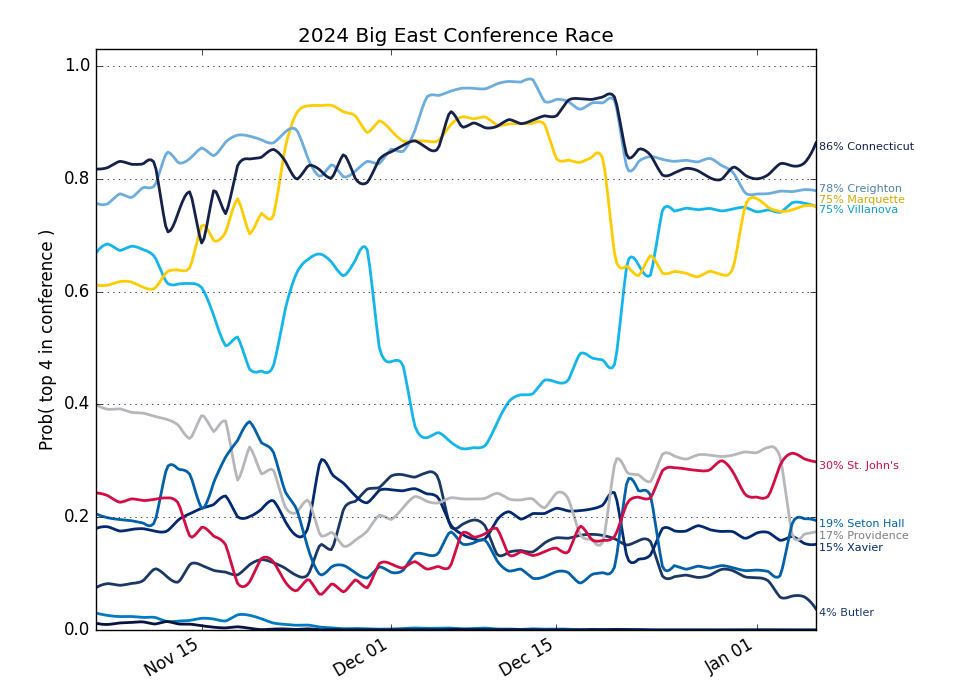 2024 Big East Conference Race
Prob( top 4 in conference )
1.0
0.8
0.6
0.4
0.2
0.0
Nov 15
Dec 01
Dec 15
Jan 01
86% Connecticut
78% Creighton
75% Marquette
75% Villanova
30% St. John's
19% Seton Hall
17% Providence
15% Xavier
4% Butler